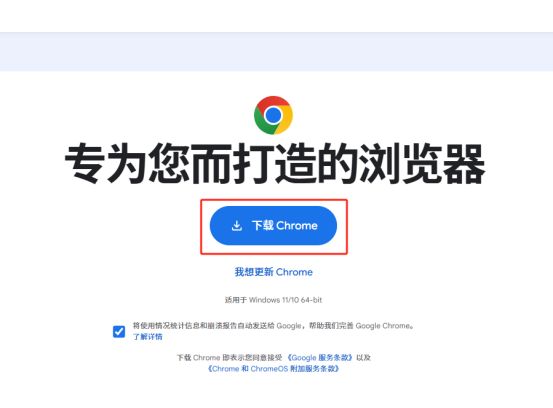 专为您而打造的浏览器
下载 Chrome
我想更新 Chrome
适用于 Windows 11/10 64-bit
将使用情况统计信息和崩溃报告自动发送给 Google，帮助我们完善 Google Chrome。
了解详情
下载 Chrome 即表示您同意接受《Google 服务条款》以及
《Chrome 和 ChromeOS 附加服务条款》